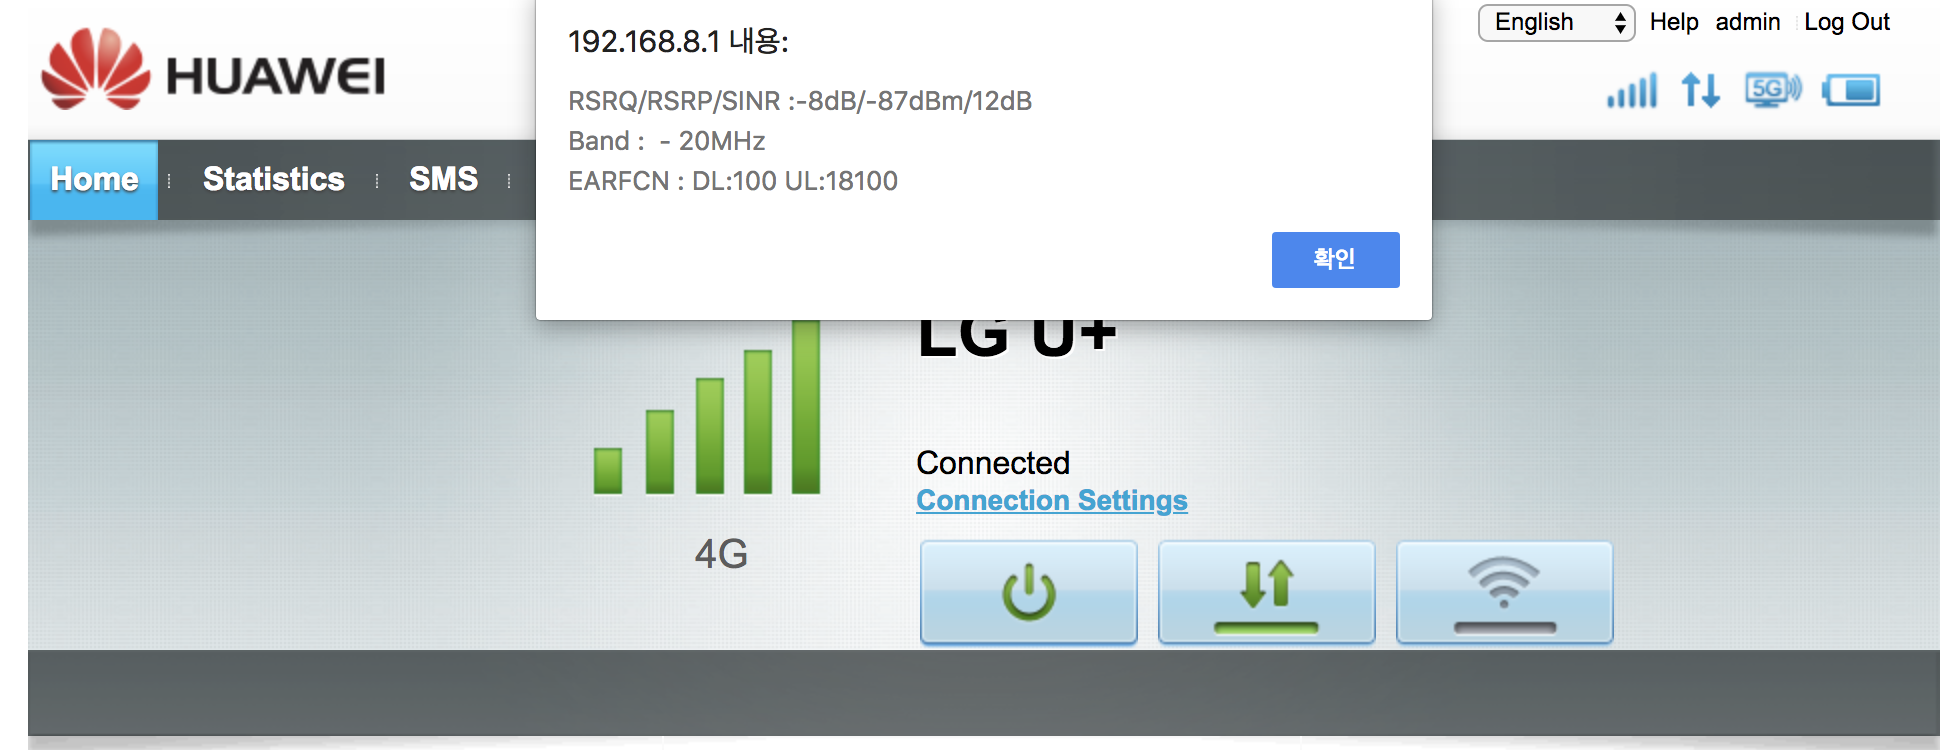 HUAWEI
English Help admin Log Out
5G
192.168.8.1 내용:
RSRQ/RSRP/SINR :-8dB/-87dBm/12dB
Band :  - 20MHz
EARFCN : DL:100 UL:18100
확인
Home Statistics SMS
LG U+
Connected
Connection Settings
4G